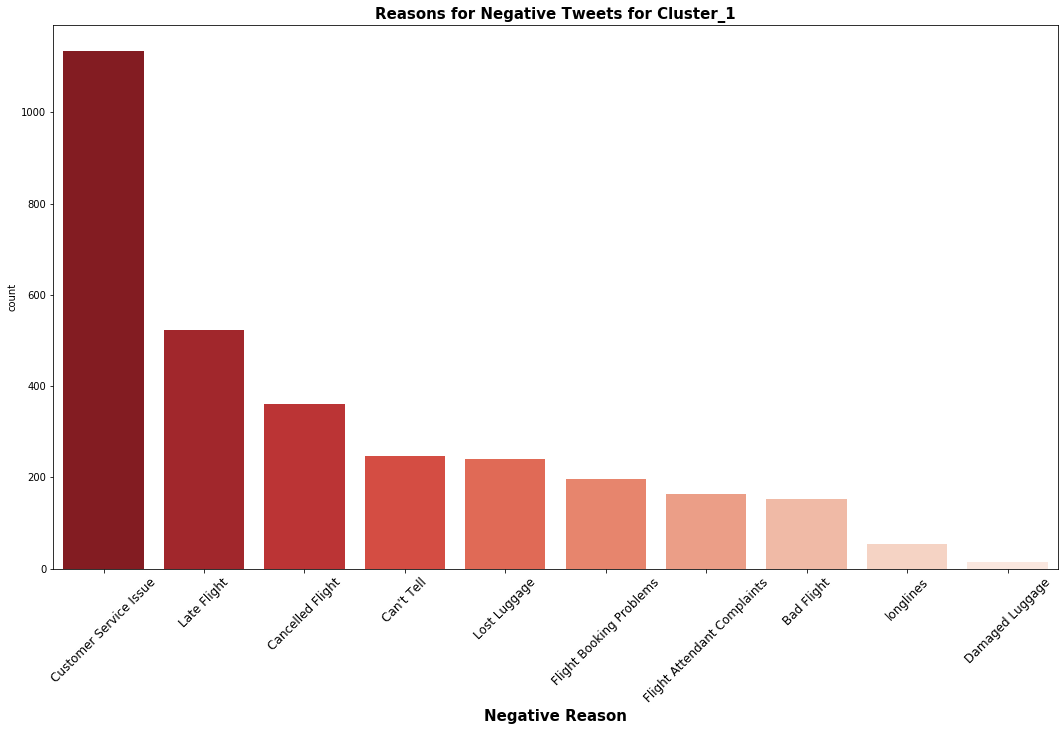 Reasons for Negative Tweets for Cluster_1
1000
800
600
400
200
0
count
Customer Service Issue
Late Flight
Cancelled Flight
Can't Tell
Lost Luggage
Flight Booking Problems
Flight Attendant Complaints
Bad Flight
longlines
Damaged Luggage
Negative Reason